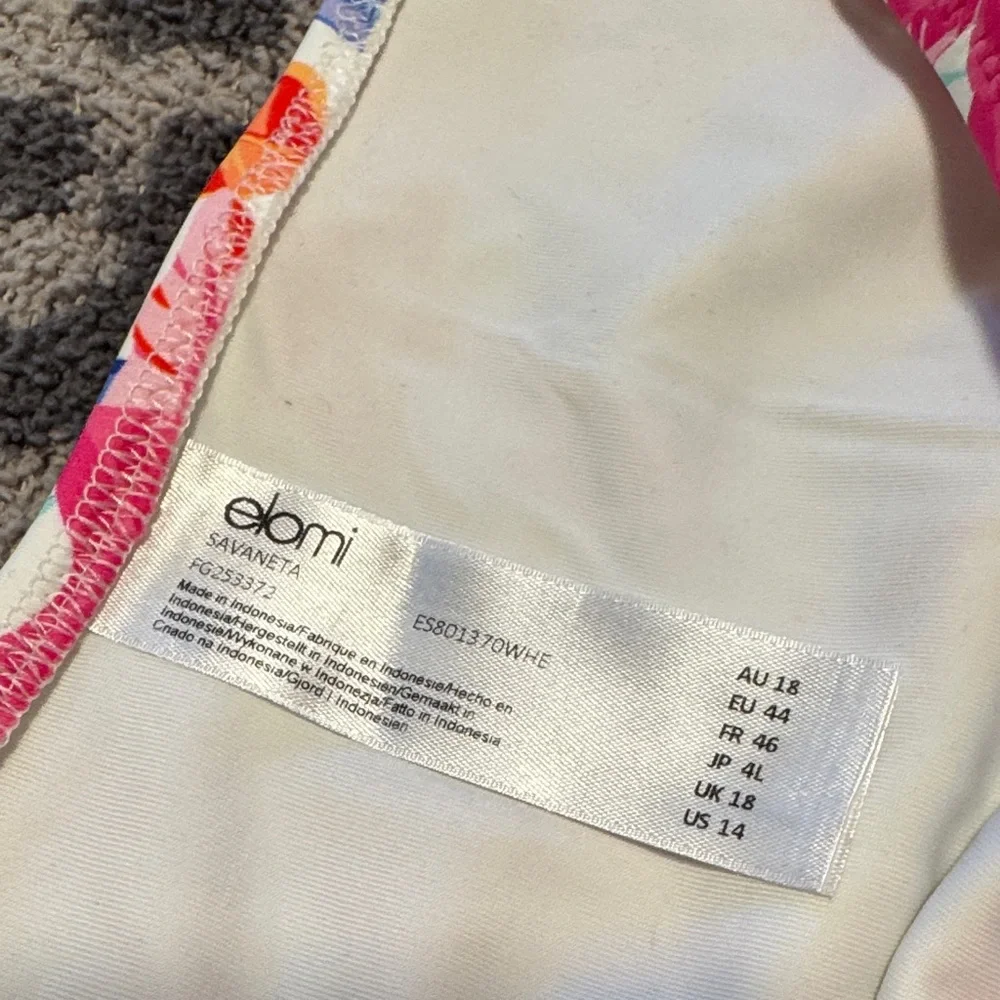 elomi
SAVANETA
FG253372
Made in Indonesia/Fabrique en Indonesie/Hecho en
Indonesia/Hergestellt in Indonesien/Gemaakt in
Indonesie/Wykonane w Indonezja/Fatto in Indonesia
Criado na indonesia/Gjord i Indonesien
ES801370WHE
AU 18
EU 44
FR 46
JP 4L
UK 18
US 14